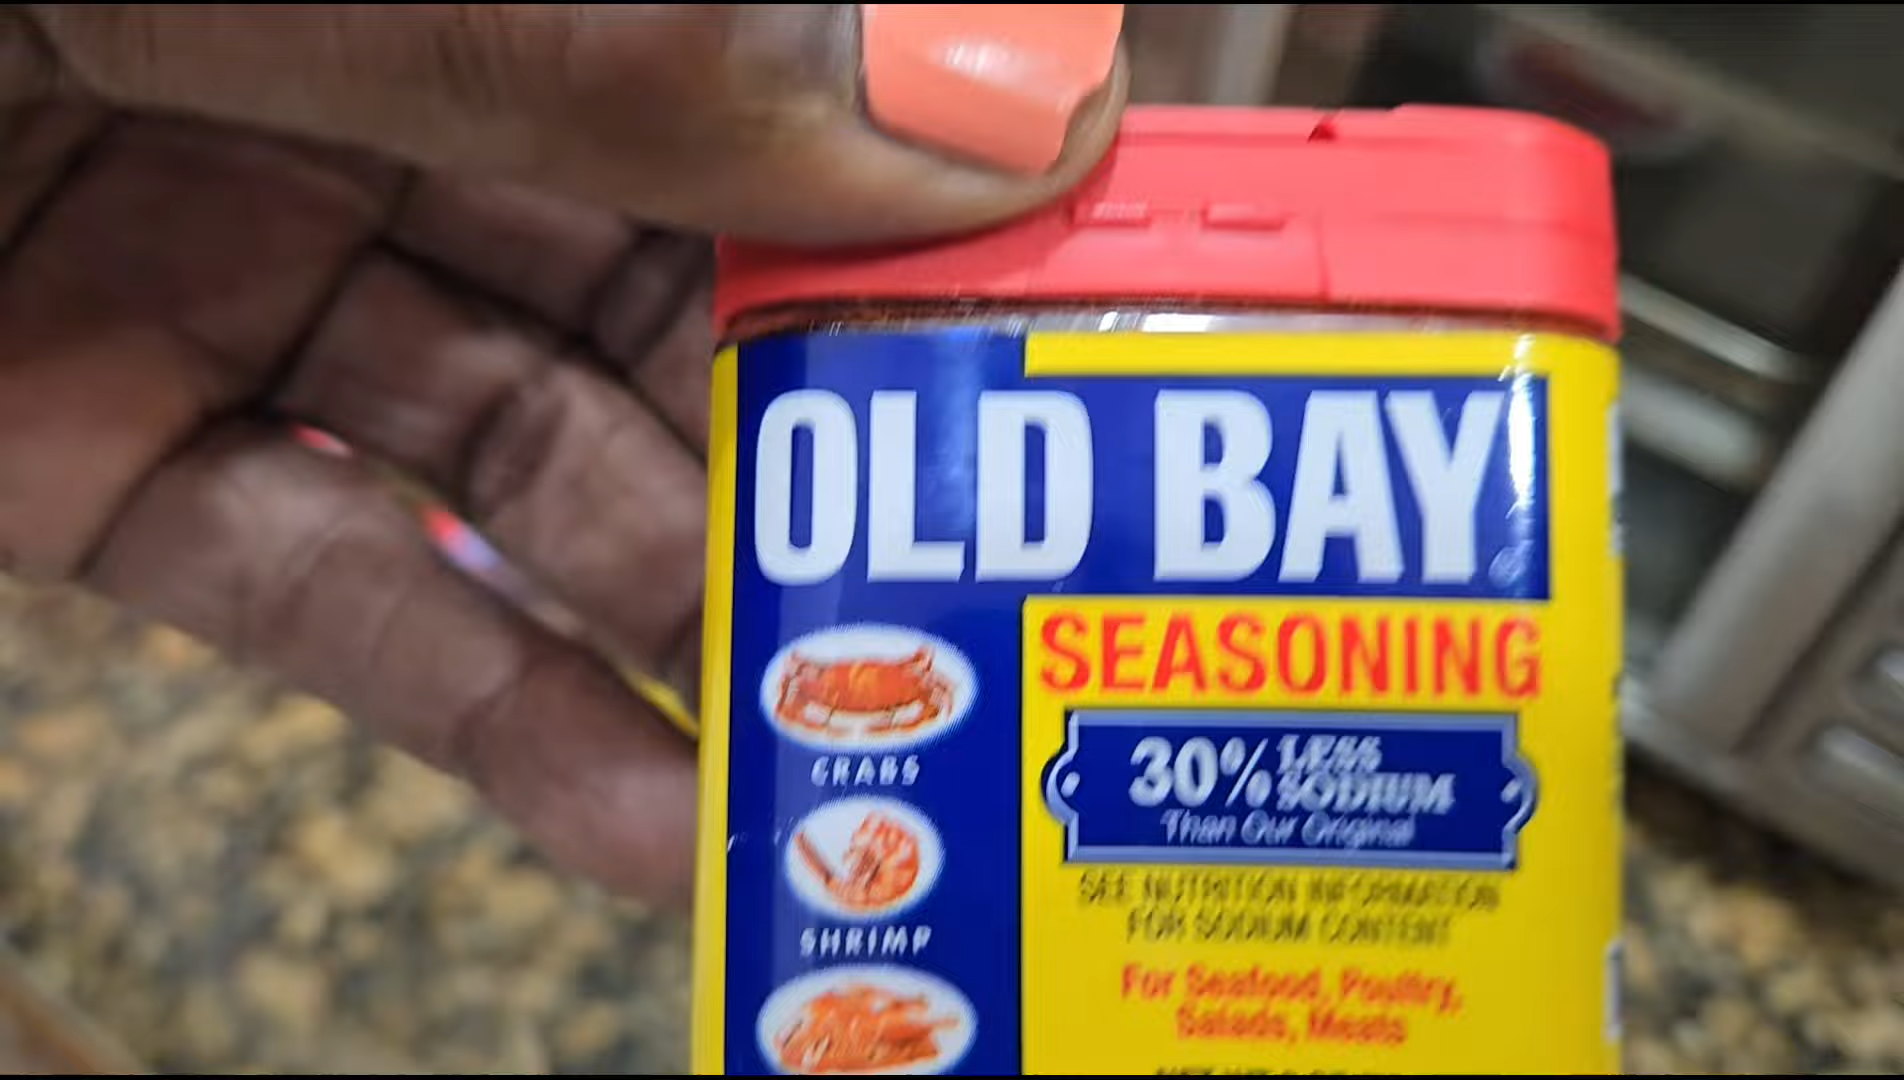 OLD BAY®
SEASONING
30% LESS SODIUM
Than Our Original
SEE NUTRITION INFORMATION
FOR SODIUM CONTENT
For Seafood, Poultry,
Salads, Meats
CRABS
SHRIMP